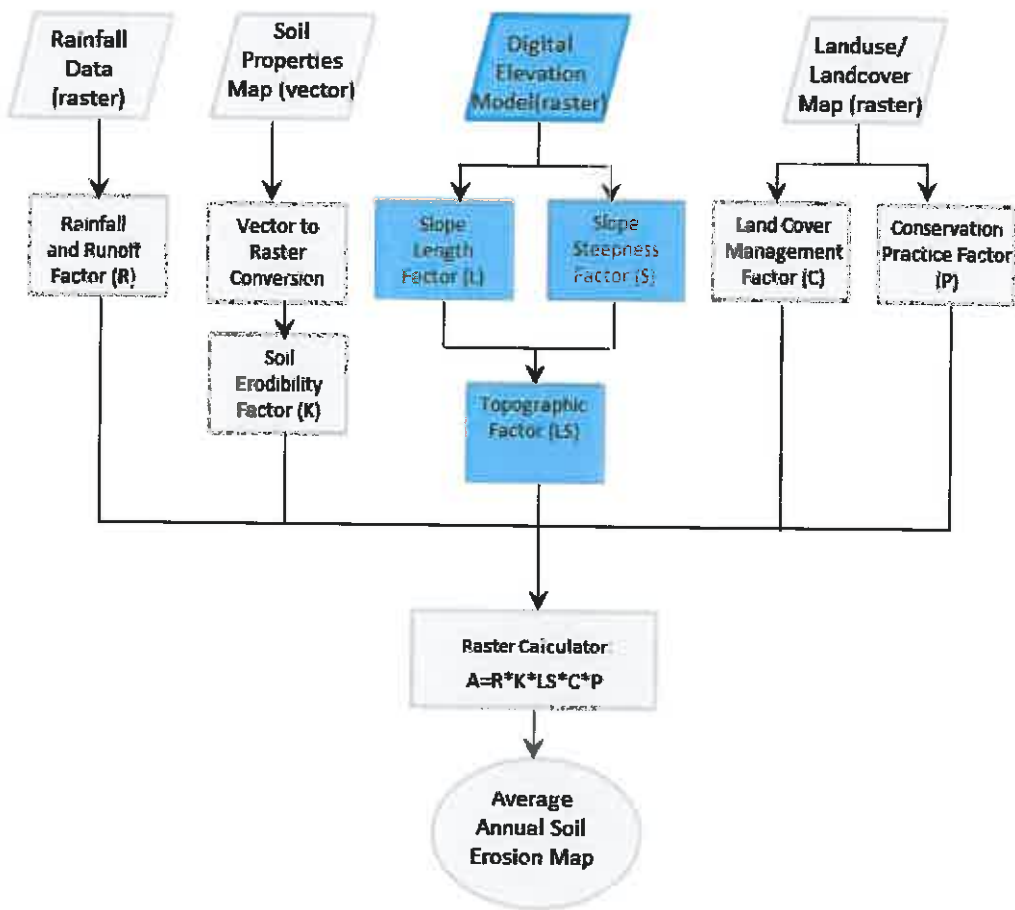 Rainfall
Data
(raster)
Soil
Properties
Map (vector)
Digital
Elevation
Model(raster)
Landuse/
Landcover
Map (raster)
Rainfall
and Runoff
Factor (R)
Vector to
Raster
Conversion
Slope
Length
Factor (L)
Slope
Steepness
Factor (S)
Land Cover
Management
Factor (C)
Conservation
Practice Factor
(P)
Soil
Erodibility
Factor (K)
Topographic
Factor (LS)
Raster Calculator
A=R*K*LS*C*P
Average
Annual Soil
Erosion Map